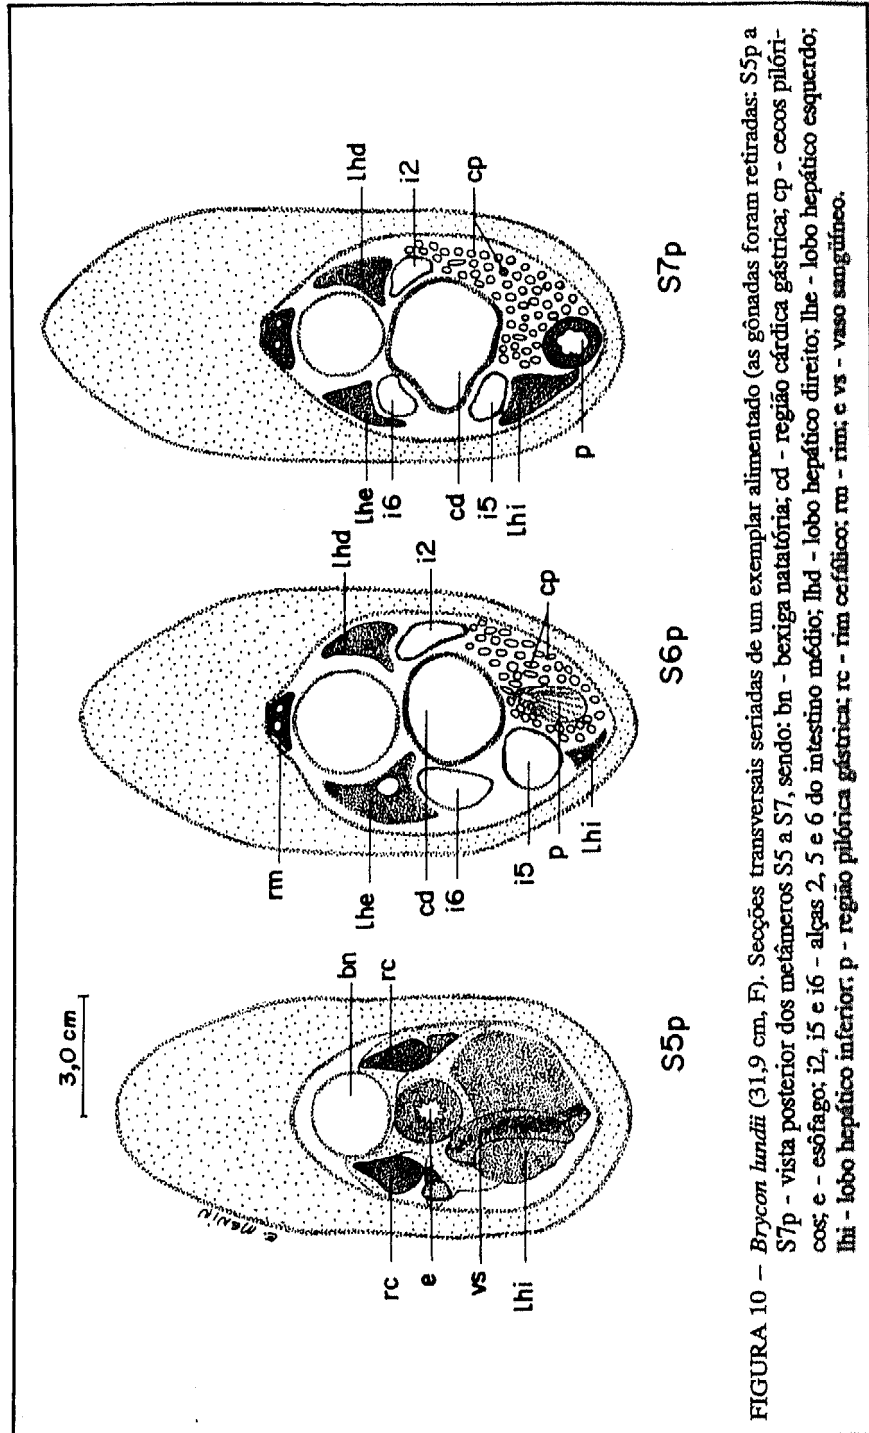 3,0 cm
bn
rc
rc
e
vs
lhi
S5p
rm
lhe
cd
i6
i5
p
lhi
lhd
i2
cp
S6p
lhe
i6
cd
i5
lhi
p
lhd
i2
cp
S7p
FIGURA 10 — Brycon lundii (31,9 cm, F). Secções transversais seriadas de um exemplar alimentado (as gônadas foram retiradas: S5p a
S7p - vista posterior dos metâmeros S5 a S7, sendo: bn - bexiga natatória; cd - região cárdica gástrica; cp - cecos pilóri-
cos; e - esôfago; i2, i5 e i6 - alças 2, 5 e 6 do intestino médio; lhd - lobo hepático direito; lhe - lobo hepático esquerdo;
lhi - lobo hepático inferior; p - região pilórica gástrica; rc - rim cefálico; rm - rim; e vs - vaso sangüíneo.